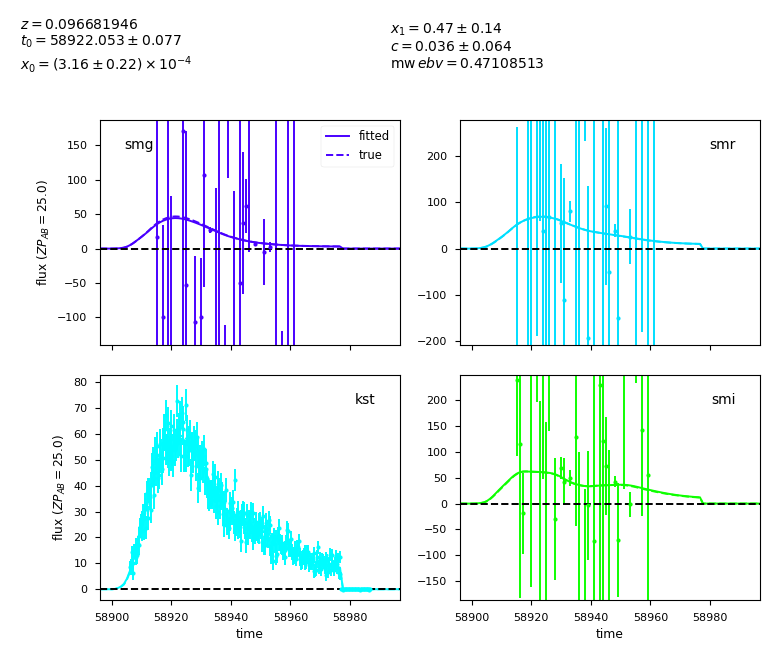 z = 0.096681946
t₀ = 58922.053 ± 0.077
x₀ = (3.16 ± 0.22) × 10⁻⁴
x₁ = 0.47 ± 0.14
c = 0.036 ± 0.064
mw ebv = 0.47108513
smg
fitted
true
150
100
50
0
−50
−100
flux (ZP_AB = 25.0)
smr
200
100
0
−100
−200
kst
80
70
60
50
40
30
20
10
0
flux (ZP_AB = 25.0)
58900 58920 58940 58960 58980
time
smi
200
150
100
50
0
−50
−100
−150
58900 58920 58940 58960 58980
time